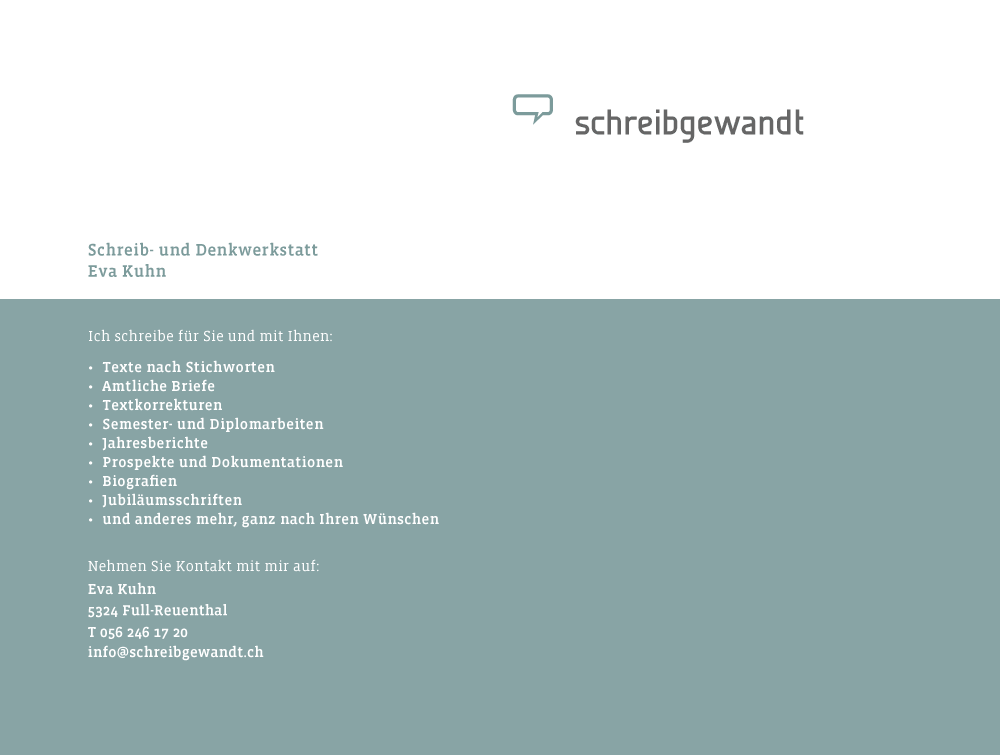 schreibgewandt
Schreib- und Denkwerkstatt
Eva Kuhn
Ich schreibe für Sie und mit Ihnen:
• Texte nach Stichworten
• Amtliche Briefe
• Textkorrekturen
• Semester- und Diplomarbeiten
• Jahresberichte
• Prospekte und Dokumentationen
• Biografien
• Jubiläumsschriften
• und anderes mehr, ganz nach Ihren Wünschen
Nehmen Sie Kontakt mit mir auf:
Eva Kuhn
5324 Full-Reuenthal
T 056 246 17 20
info@schreibgewandt.ch